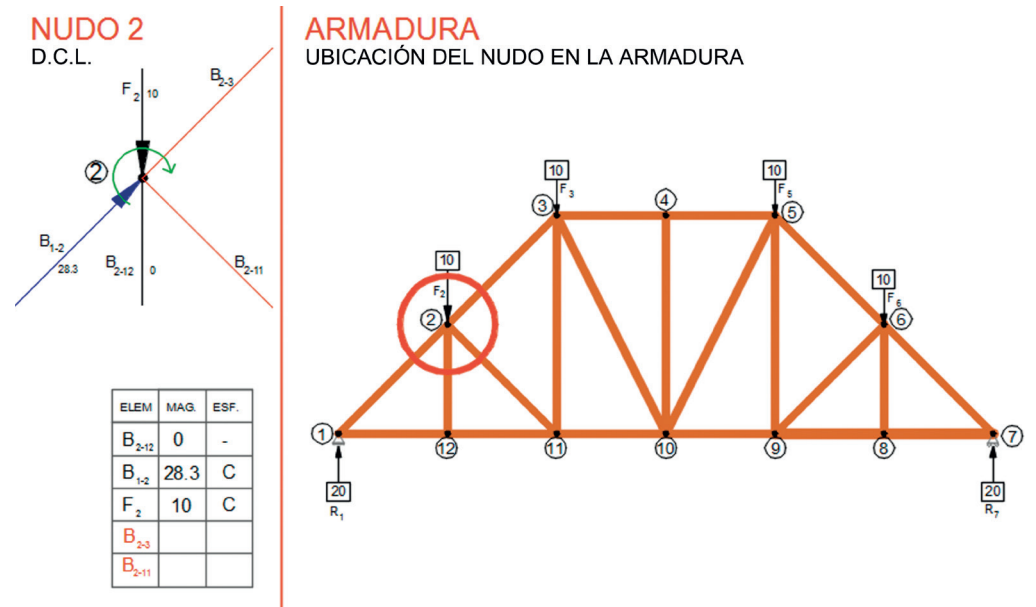 NUDO 2
D.C.L.
B2-3
F2 10
2
B1-2
28.3
B2-12 0
B2-11
ELEM MAG. ESF.
B2-12 0 -
B1-2 28.3 C
F2 10 C
B2-3
B2-11
ARMADURA
UBICACIÓN DEL NUDO EN LA ARMADURA
10 10
F3 F5
3 4 5
10 10
F2 F6
2 6
1 12 11 10 9 8 7
20 20
R1 R7